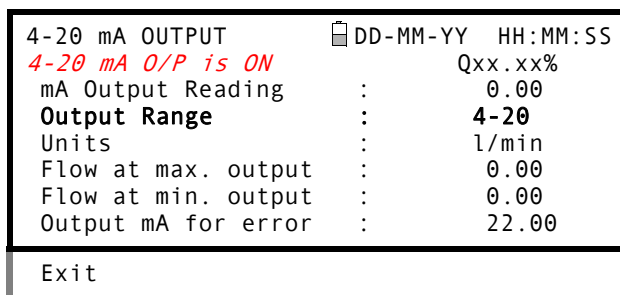 4-20 mA OUTPUT DD-MM-YY HH:MM:SS
4-20 mA O/P is ON Qxx.xx%
mA Output Reading : 0.00
Output Range : 4-20
Units : l/min
Flow at max. output : 0.00
Flow at min. output : 0.00
Output mA for error : 22.00
Exit